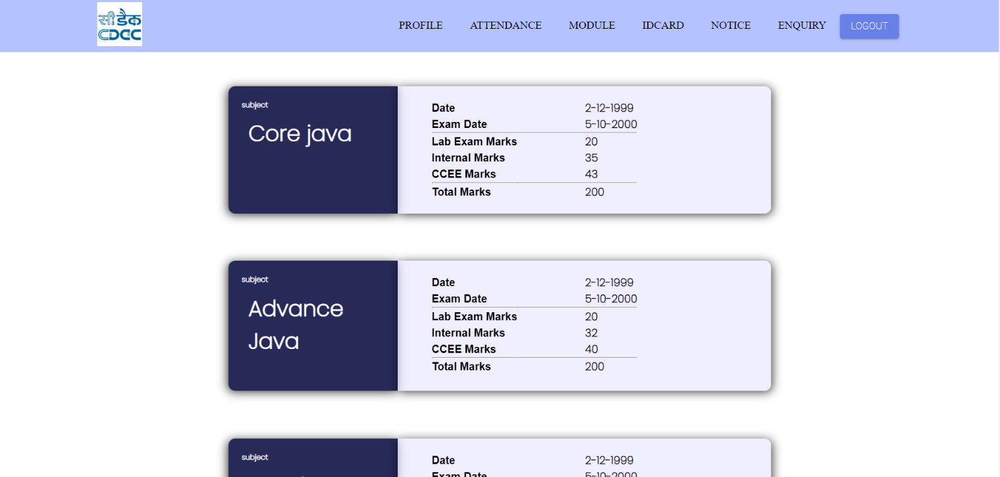 सी डैक
CDAC
PROFILE ATTENDANCE MODULE IDCARD NOTICE ENQUIRY LOGOUT
subject
Core java
Date 2-12-1999
Exam Date 5-10-2000
Lab Exam Marks 20
Internal Marks 35
CCEE Marks 43
Total Marks 200
subject
Advance
Java
Date 2-12-1999
Exam Date 5-10-2000
Lab Exam Marks 20
Internal Marks 32
CCEE Marks 40
Total Marks 200
subject
Date 2-12-1999
Exam Date 5-10-2000